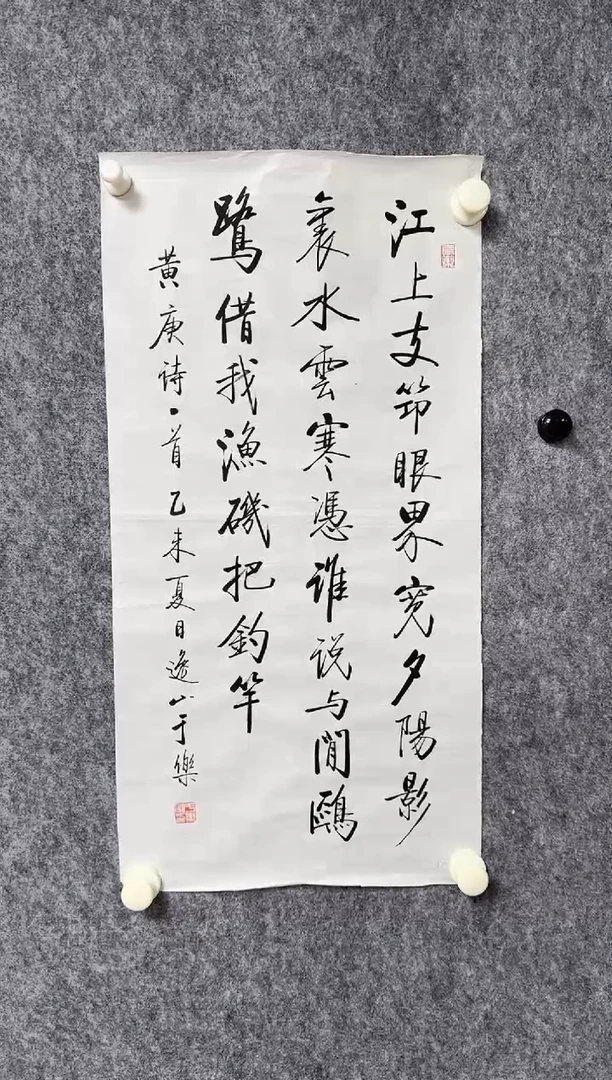 江上支笻眼界宽夕陽影
裏水雲寒憑谁说与閒鷗
鷺借我漁磯把釣竿
黄庚诗一首乙未夏日逸山于樂